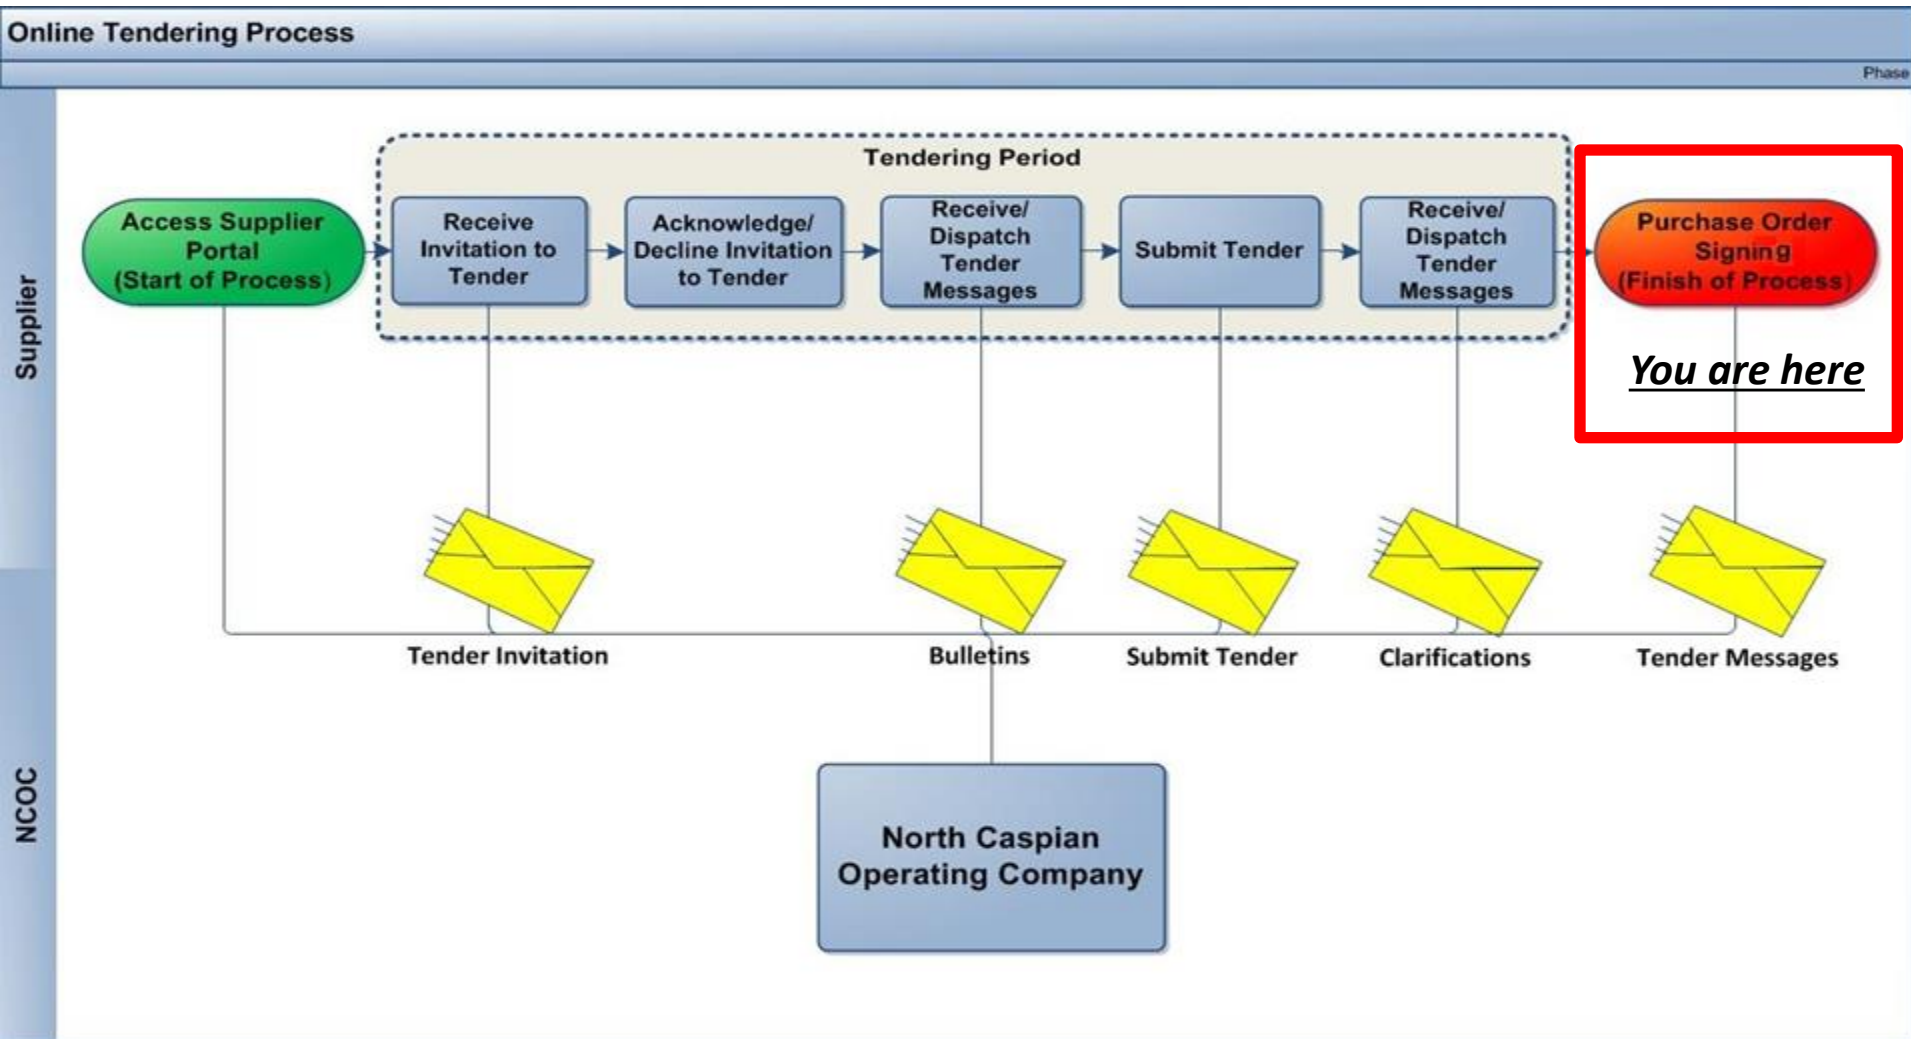 Online Tendering Process
Phase
Supplier
Tendering Period
Access Supplier
Portal
(Start of Process)
Receive
Invitation to
Tender
Acknowledge/
Decline Invitation
to Tender
Receive/
Dispatch
Tender
Messages
Submit Tender
Receive/
Dispatch
Tender
Messages
Purchase Order
Signing
(Finish of Process)
You are here
Tender Invitation
Bulletins
Submit Tender
Clarifications
Tender Messages
NCOC
North Caspian
Operating Company